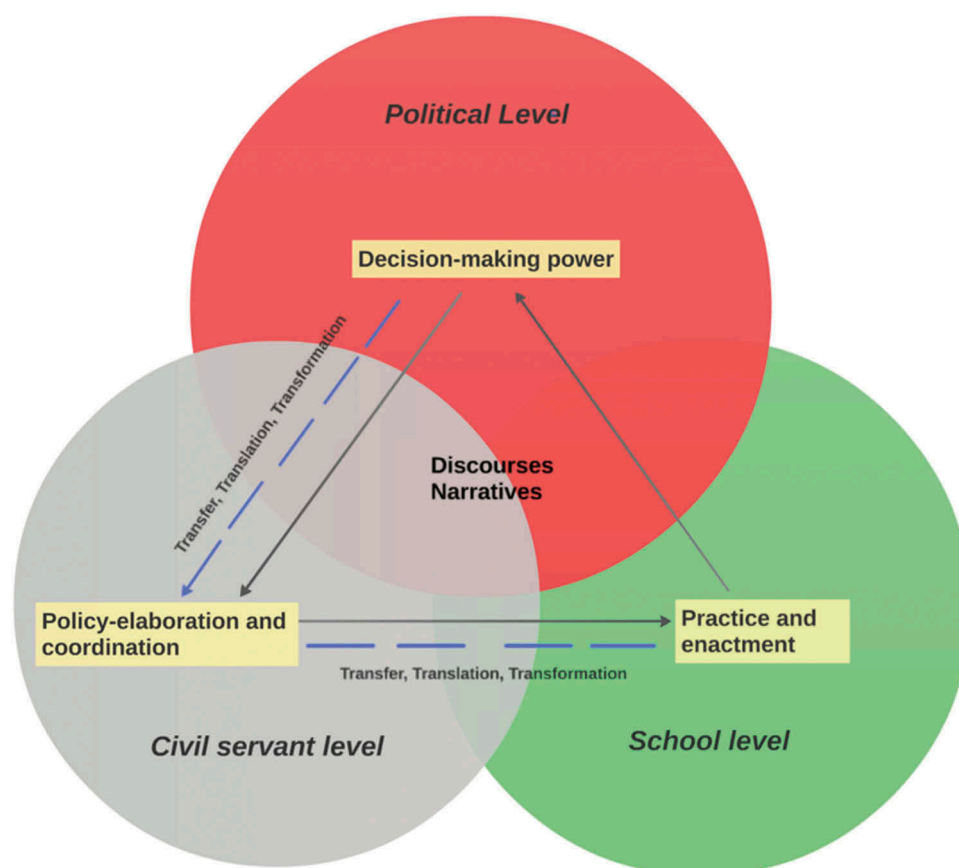 Political Level
Decision-making power
Transfer, Translation, Transformation
Discourses
Narratives
Policy-elaboration and
coordination
Practice and
enactment
Transfer, Translation, Transformation
Civil servant level
School level